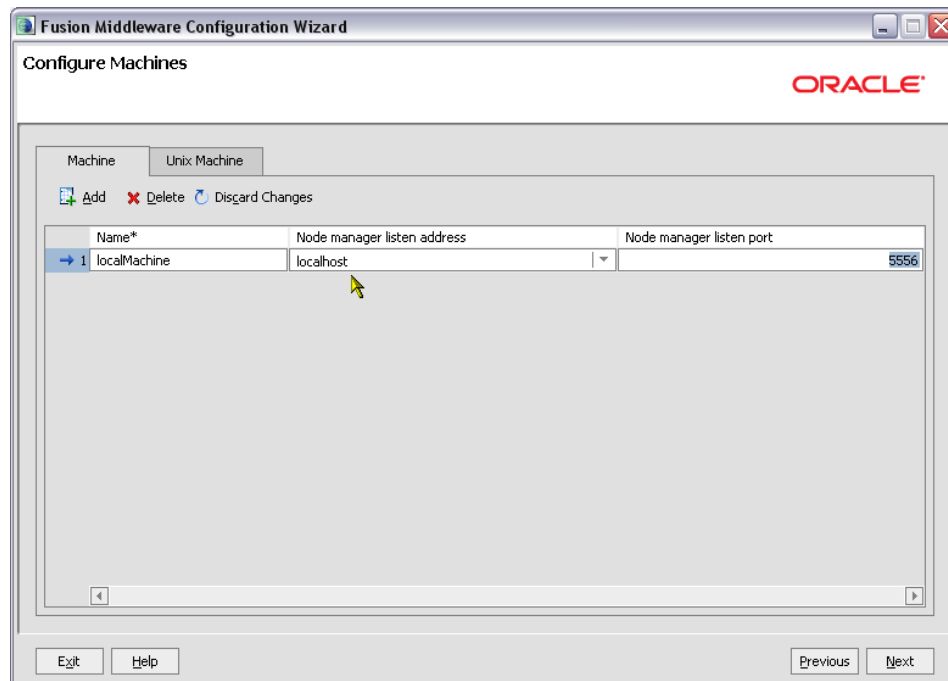 Fusion Middleware Configuration Wizard
Configure Machines
ORACLE
Machine Unix Machine
Add Delete Discard Changes
Name* Node manager listen address Node manager listen port
1 localMachine localhost 5556
Exit Help Previous Next